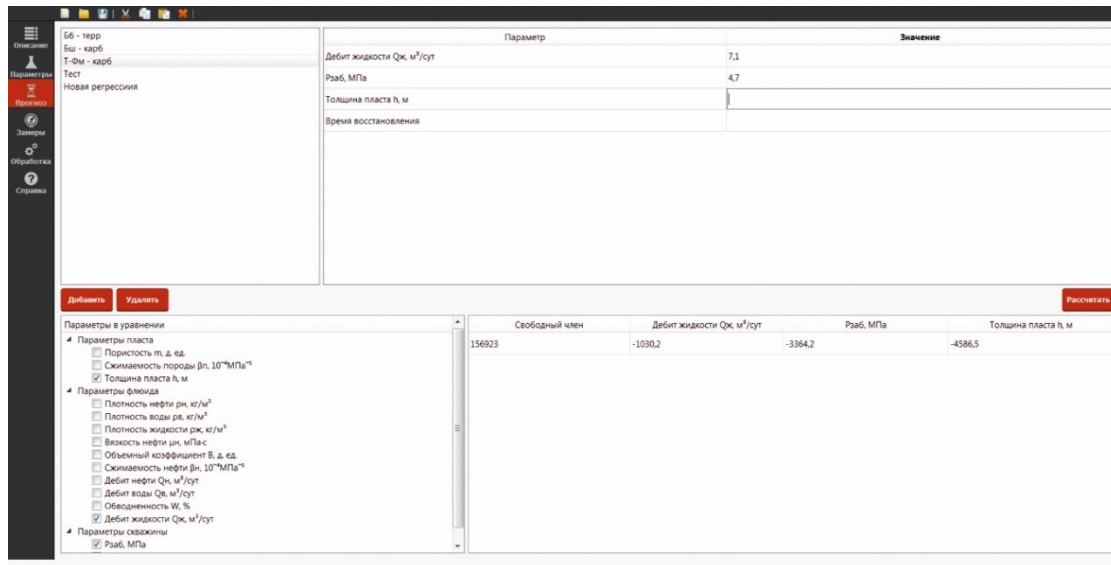 Описание
Параметры
Прогноз
Замеры
Обработка
Справка
Бб - терр
Бш - карб
Т-Фм - карб
Тест
Новая регрессиия
Параметр Значение
Дебит жидкости Qж, м³/сут 7,1
Pзаб, МПа 4,7
Толщина пласта h, м
Время восстановления
Добавить Удалить Рассчитать
Параметры в уравнении
Параметры пласта
Пористость m, д. ед.
Сжимаемость породы βп, 10⁻⁴МПа⁻¹
Толщина пласта h, м
Параметры флюида
Плотность нефти ρн, кг/м³
Плотность воды ρв, кг/м³
Плотность жидкости ρж, кг/м³
Вязкость нефти μн, мПа·с
Объемный коэффициент B, д. ед.
Сжимаемость нефти βн, 10⁻⁴МПа⁻¹
Дебит нефти Qн, м³/сут
Дебит воды Qв, м³/сут
Обводненность W, %
Дебит жидкости Qж, м³/сут
Параметры скважины
Pзаб, МПа
Свободный член Дебит жидкости Qж, м³/сут Pзаб, МПа Толщина пласта h, м
156923 -1030,2 -3364,2 -4586,5